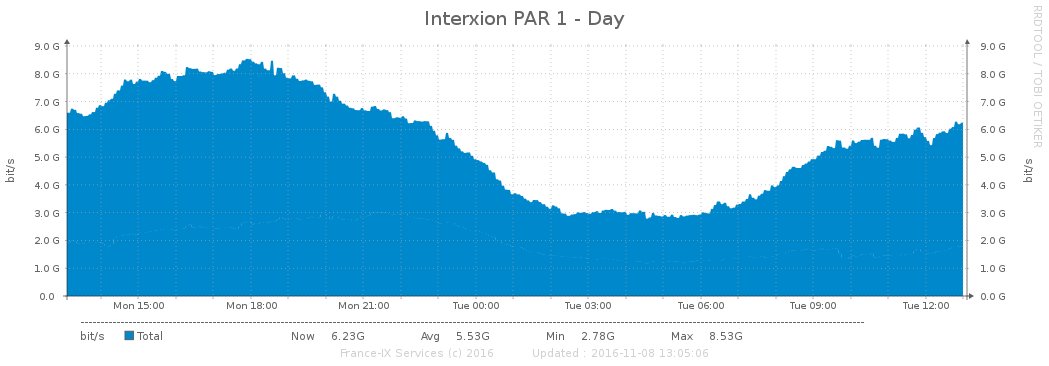 Interxion PAR 1 - Day
RRDTOOL / TOBI OETIKER
bit/s
9.0 G 9.0 G
8.0 G 8.0 G
7.0 G 7.0 G
6.0 G 6.0 G
5.0 G 5.0 G
4.0 G 4.0 G
3.0 G 3.0 G
2.0 G 2.0 G
1.0 G 1.0 G
0.0 0.0 G
bit/s
Mon 15:00 Mon 18:00 Mon 21:00 Tue 00:00 Tue 03:00 Tue 06:00 Tue 09:00 Tue 12:00
bit/s Total Now 6.23G Avg 5.53G Min 2.78G Max 8.53G
France-IX Services (c) 2016 Updated : 2016-11-08 13:05:06